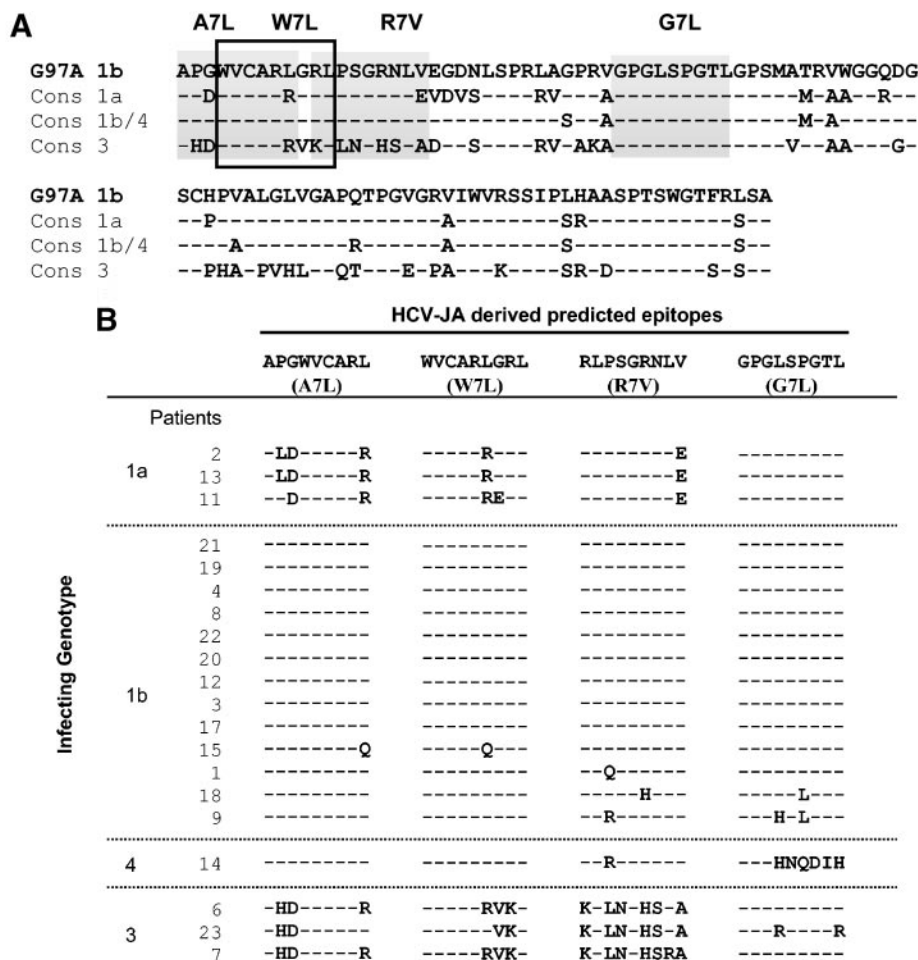 A
A7L W7L R7V G7L
G97A 1b APGWVCARLGRLPSGRNLVEGDNLSPRLAGPRVGPGLSPGTLGPSMATRVWGGQDG
Cons 1a --D-----R---------EVDVS----RV---A--------------M-AA--R--
Cons 1b/4 -----------------------------S--A--------------M-A------
Cons 3 -HD-----RVK-LN-HS-AD--S----RV-AKA-------------V--AA---G-
G97A 1b SCHPVALGLVGAPQTPGVGRVIWVRSSIPLHAASPTSWGTFRLSA
Cons 1a --P-----------------A--------SR-----------S--
Cons 1b/4 ----A--------R------A--------S------------S--
Cons 3 --PHA-PVHL--QT---E-PA---R----SR-D-------S-S--
B
HCV-JA derived predicted epitopes
APGWVCARL WVCARLGRL RLPSGRNLV GPGLSPGTL
(A7L) (W7L) (R7V) (G7L)
Patients
Infecting Genotype
1a
2 -LD-----R -----R--- --------E ---------
13 -LD-----R -----R--- --------E ---------
11 --D-----R -----RE-- --------E ---------
1b
21 --------- --------- --------- ---------
19 --------- --------- --------- ---------
4 --------- --------- --------- ---------
8 --------- --------- --------- ---------
22 --------- --------- --------- ---------
20 --------- --------- --------- ---------
12 --------- --------- --------- ---------
3 --------- --------- --------- ---------
17 --------- --------- --------- ---------
15 --------Q -----Q--- --------- ---------
1 --------- --------- --Q------ ---------
18 --------- --------- -----H--- -----L---
9 --------- --------- --R------ ---H-L---
4
14 --------- --------- --R------ ---HNQDIH
3
6 -HD-----R -----RVK- K-LN-HS-A ---------
23 -HD------ ------VK- K-LN-HS-A ---R----R
7 -HD-----R -----RVK- K-LN-HSRA ---------